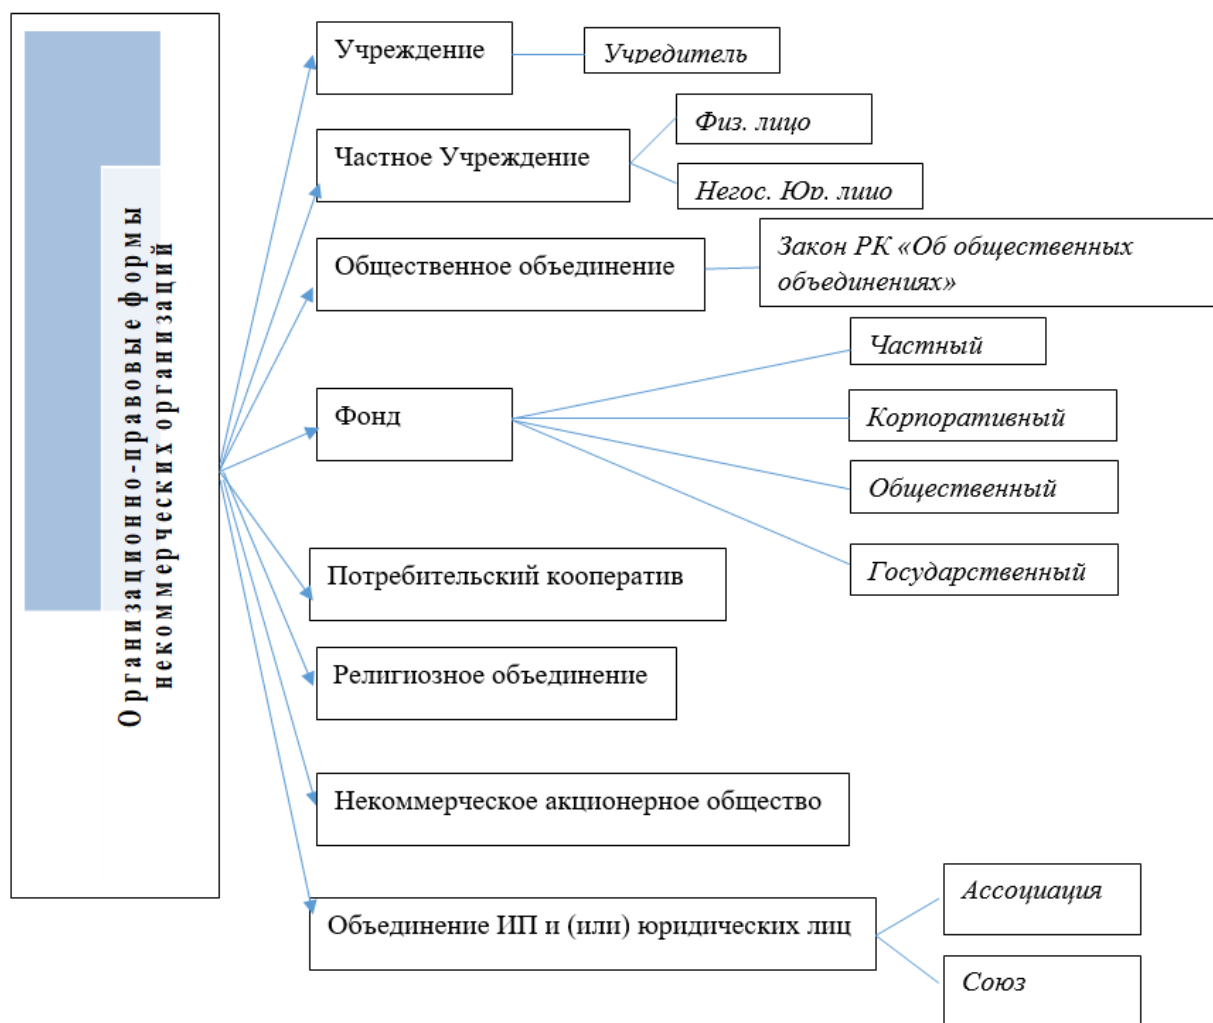 Организационно-правовые формы
некоммерческих организаций
Учреждение
Учредитель
Частное Учреждение
Физ. лицо
Негос. Юр. лицо
Общественное объединение
Закон РК «Об общественных
объединениях»
Фонд
Частный
Корпоративный
Общественный
Государственный
Потребительский кооператив
Религиозное объединение
Некоммерческое акционерное общество
Объединение ИП и (или) юридических лиц
Ассоциация
Союз